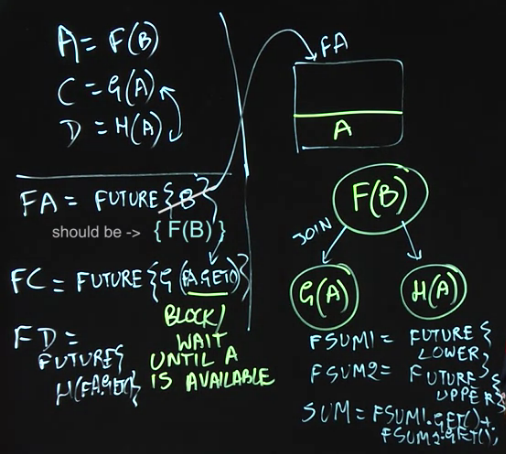 A = F(B)
C = G(A)
D = H(A)
FA = FUTURE { B }
should be -> { F(B) }
FC = FUTURE { G (FA.GET()) }
BLOCK/
WAIT
UNTIL A
IS AVAILABLE
FD =
FUTURE {
H(FA.GET()) }
FA
A
F(B)
JOIN
G(A)
H(A)
FSUM1 = FUTURE {
LOWER }
FSUM2 = FUTURE {
UPPER }
SUM = FSUM1.GET() +
FSUM2.GET();